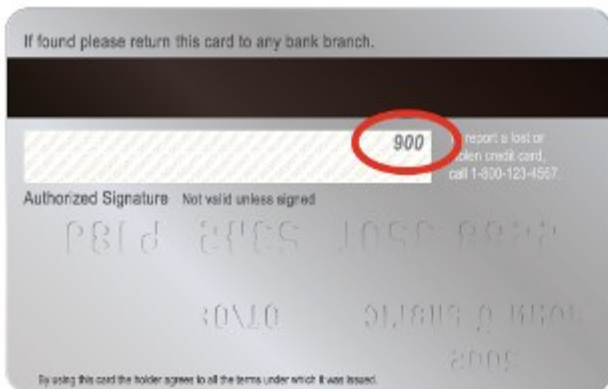 If found please return this card to any bank branch.
900
report a lost or
credit card,
call 1-800-123-4567.
Authorized Signature Not valid unless signed
JOHN Q PUBLIC
By using this card the holder agrees to all the terms under which it was issued.